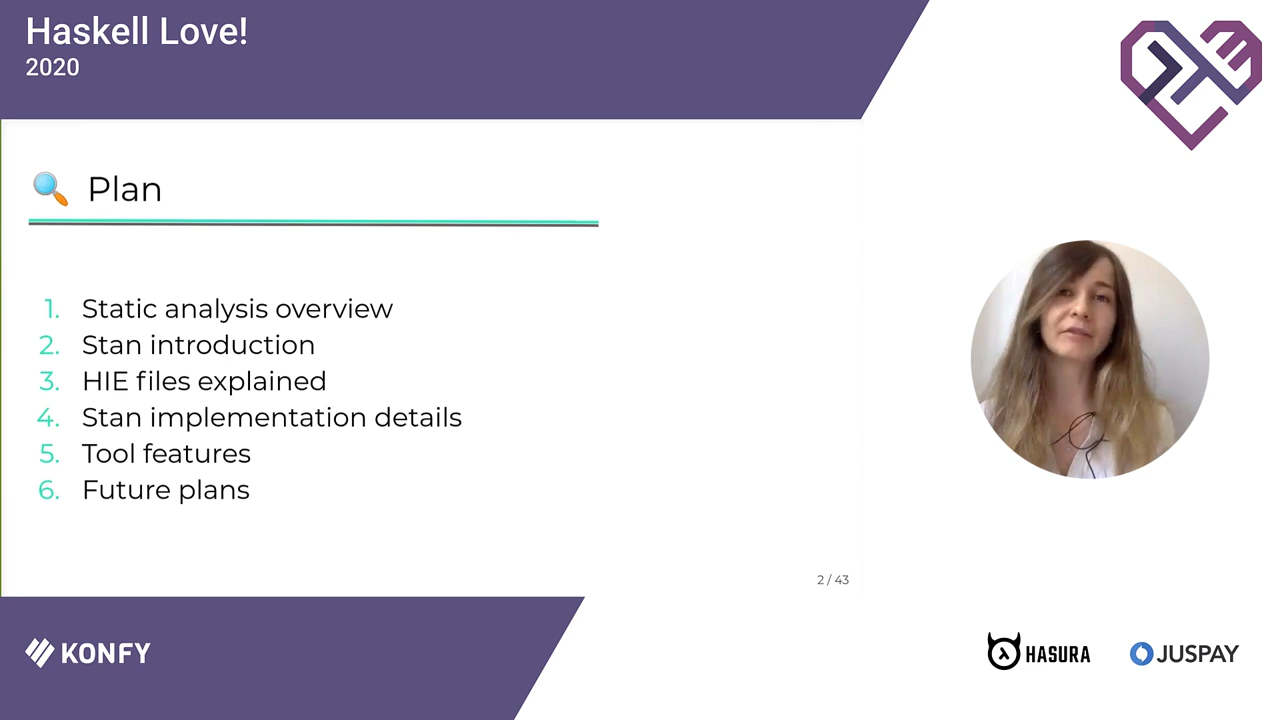 Haskell Love!
2020
Plan
1. Static analysis overview
2. Stan introduction
3. HIE files explained
4. Stan implementation details
5. Tool features
6. Future plans
2 / 43
KONFY
HASURA
JUSPAY